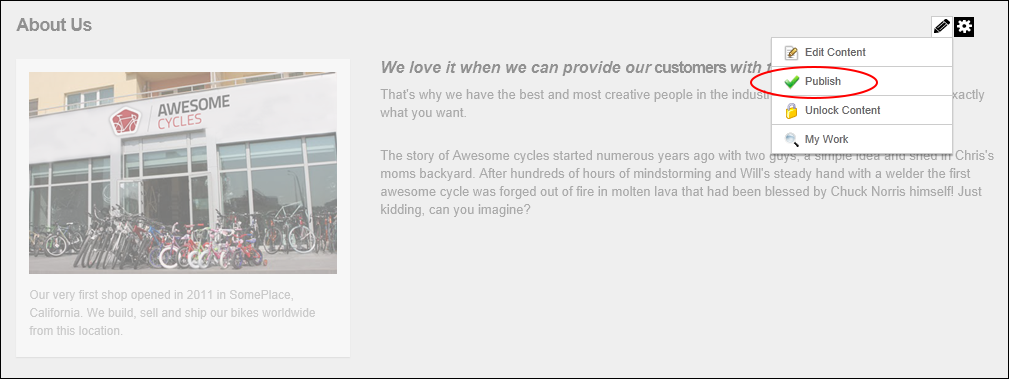 About Us
Edit Content
Publish
Unlock Content
My Work
AWESOME
CYCLES
Our very first shop opened in 2011 in SomePlace,
California. We build, sell and ship our bikes worldwide
from this location.
We love it when we can provide our customers with
That's why we have the best and most creative people in the exactly
what you want.
The story of Awesome cycles started numerous years ago with two guys, a simple idea and shed in Chris's
moms backyard. After hundreds of hours of mindstorming and Will's steady hand with a welder the first
awesome cycle was forged out of fire in molten lava that had been blessed by Chuck Norris himself! Just
kidding, can you imagine?